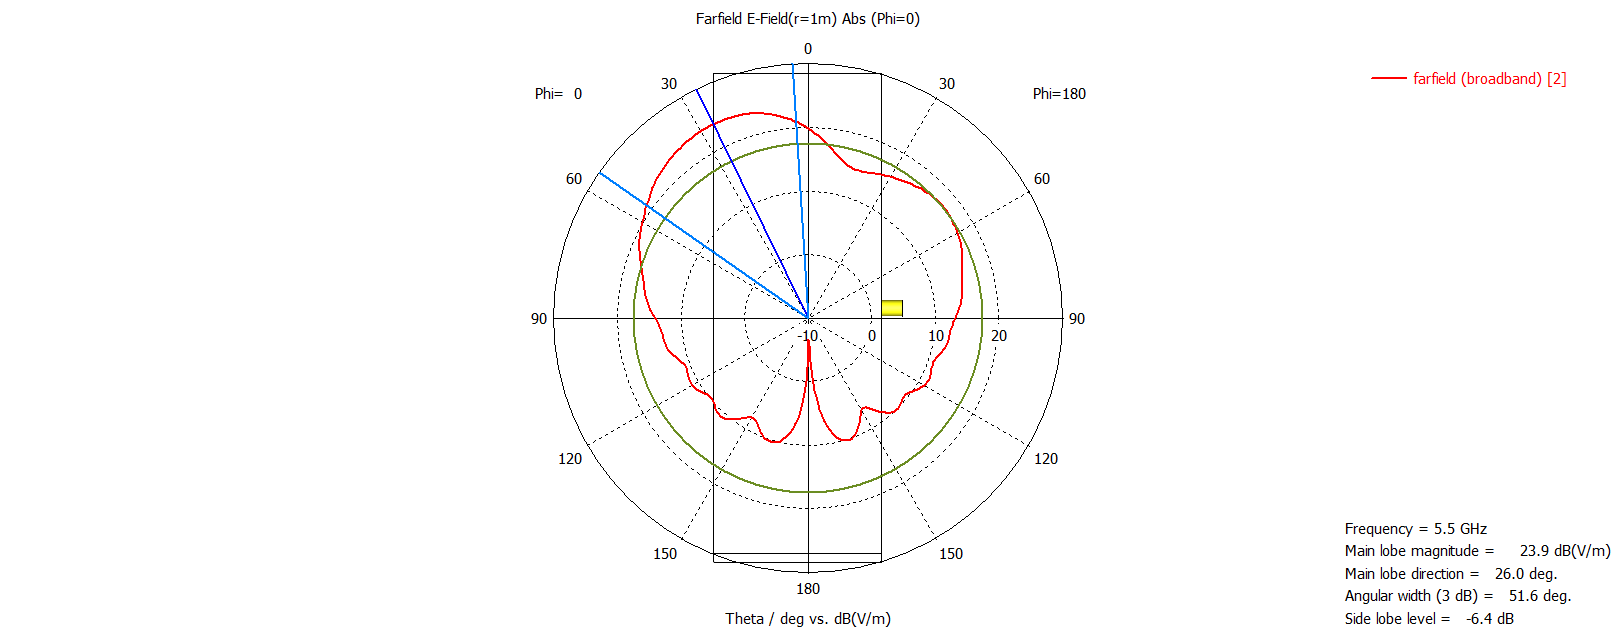 Farfield E-Field(r=1m) Abs (Phi=0)
0
30
30
Phi= 0
Phi=180
farfield (broadband) [2]
60
60
90
90
-10
0
10
20
120
120
150
150
180
Theta / deg vs. dB(V/m)
Frequency = 5.5 GHz
Main lobe magnitude = 23.9 dB(V/m)
Main lobe direction = 26.0 deg.
Angular width (3 dB) = 51.6 deg.
Side lobe level = -6.4 dB